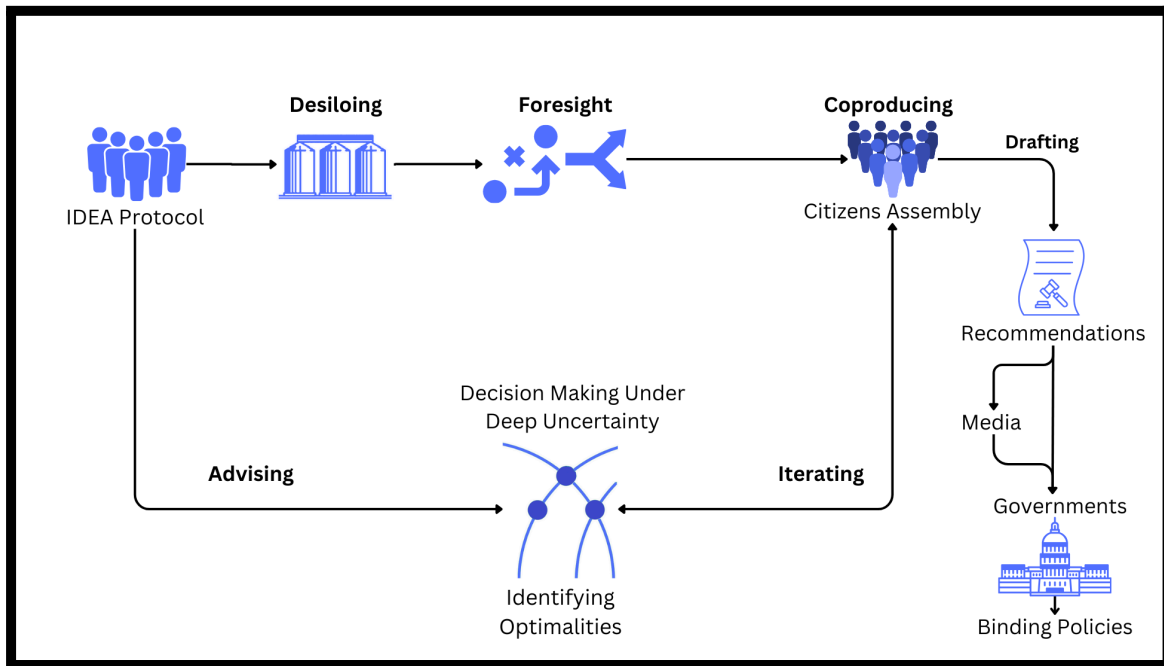 Desiloing
Foresight
Coproducing
Drafting
IDEA Protocol
Citizens Assembly
Recommendations
Media
Decision Making Under
Deep Uncertainty
Advising
Iterating
Governments
Identifying
Optimalities
Binding Policies